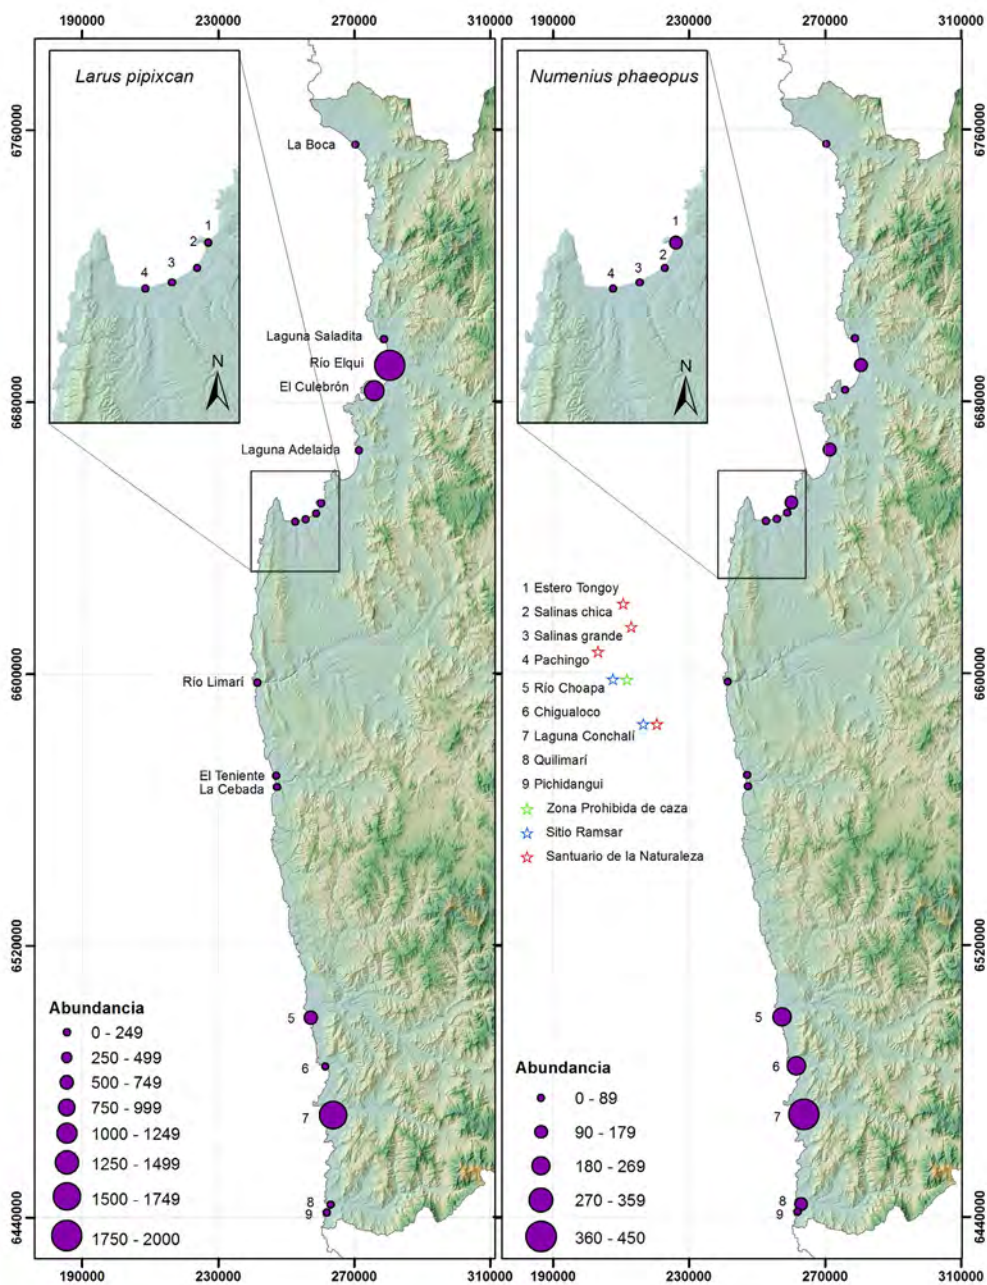 190000 230000 270000 310000 190000 230000 270000 310000
Larus pipixcan
Numenius phaeopus
6760000
6760000
La Boca
1
2
3
4
N
1
2
3
4
N
Laguna Saladita
Río Elqui
El Culebrón
6680000
6680000
Laguna Adelaida
1 Estero Tongoy
2 Salinas chica
3 Salinas grande
4 Pachingo
5 Río Choapa
6 Chigualoco
7 Laguna Conchalí
8 Quilimarí
9 Pichidangui
Zona Prohibida de caza
Sitio Ramsar
Santuario de la Naturaleza
6600000
6600000
Río Limarí
El Teniente
La Cebada
6520000
6520000
5
6
7
8
9
5
6
7
8
9
Abundancia
0 - 249
250 - 499
500 - 749
750 - 999
1000 - 1249
1250 - 1499
1500 - 1749
1750 - 2000
Abundancia
0 - 89
90 - 179
180 - 269
270 - 359
360 - 450
6440000
6440000
190000 230000 270000 310000 190000 230000 270000 310000